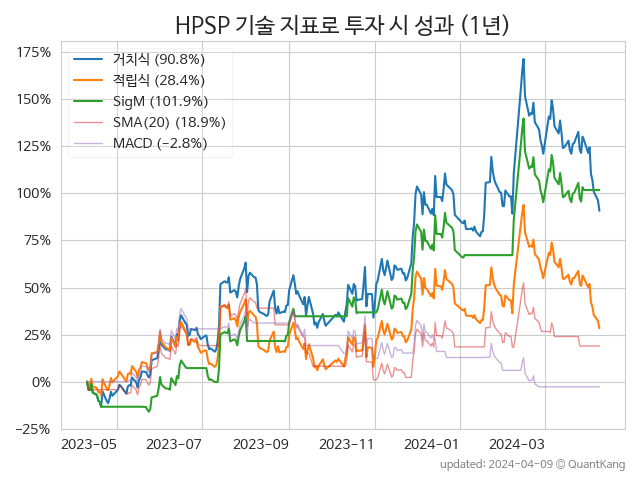 HPSP 기술 지표로 투자 시 성과 (1년)
175%
150%
125%
100%
75%
50%
25%
0%
−25%
거치식 (90.8%)
적립식 (28.4%)
SigM (101.9%)
SMA(20) (18.9%)
MACD (−2.8%)
2023-05 2023-07 2023-09 2023-11 2024-01 2024-03
updated: 2024-04-09 © QuantKang